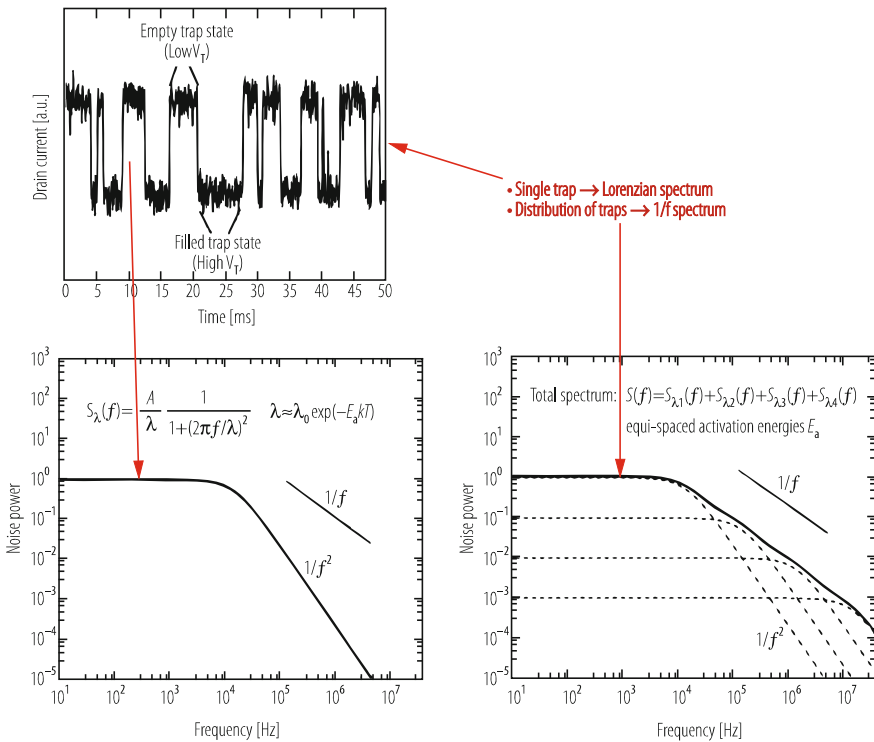 Empty trap state
(Low V_T)
Drain current [a.u.]
Filled trap state
(High V_T)
0 5 10 15 20 25 30 35 40 45 50
Time [ms]
• Single trap → Lorenzian spectrum
• Distribution of traps → 1/f spectrum
10^3
10^2
10^1
10^0
10^-1
10^-2
10^-3
10^-4
10^-5
Noise power
S_λ(f)= A/λ 1/(1+(2πf/λ)^2) λ≈λ_0 exp(−E_a kT)
1/f
1/f^2
10^1 10^2 10^3 10^4 10^5 10^6 10^7
Frequency [Hz]
10^3
10^2
10^1
10^0
10^-1
10^-2
10^-3
10^-4
10^-5
Noise power
Total spectrum: S(f)=S_λ1(f)+S_λ2(f)+S_λ3(f)+S_λ4(f)
equi-spaced activation energies E_a
1/f
1/f^2
10^1 10^2 10^3 10^4 10^5 10^6 10^7
Frequency [Hz]